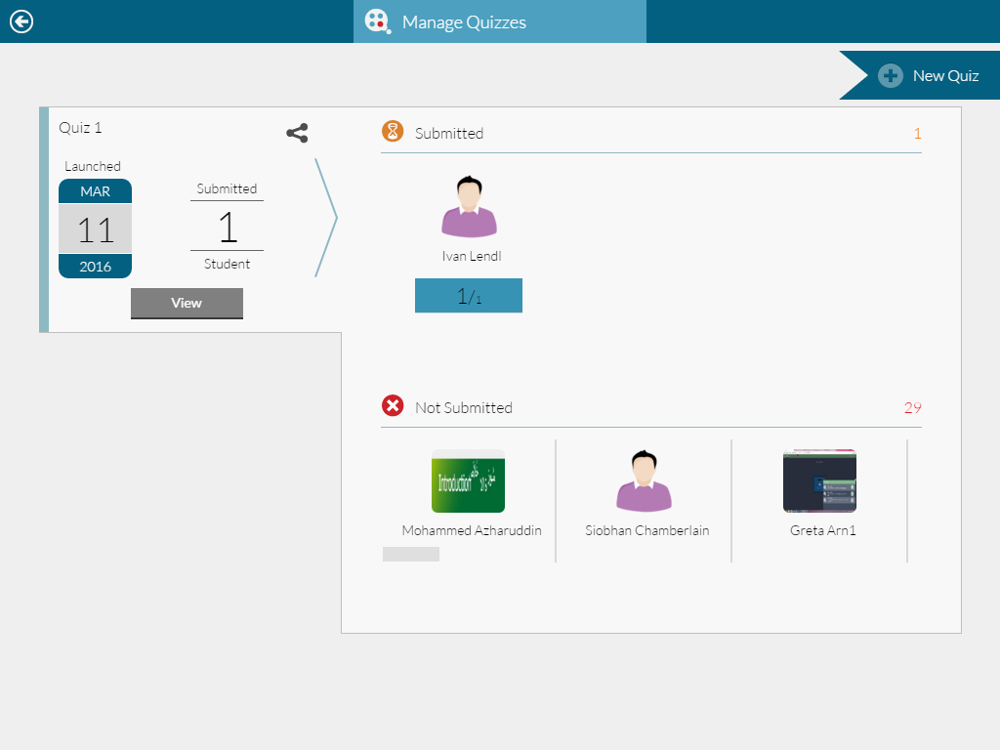 Manage Quizzes
New Quiz
Quiz 1
Launched
MAR
11
2016
Submitted
1
Student
View
Submitted
1
Ivan Lendl
1/1
Not Submitted
29
Introduction
Mohammed Azharuddin
Siobhan Chamberlain
Greta Arn1